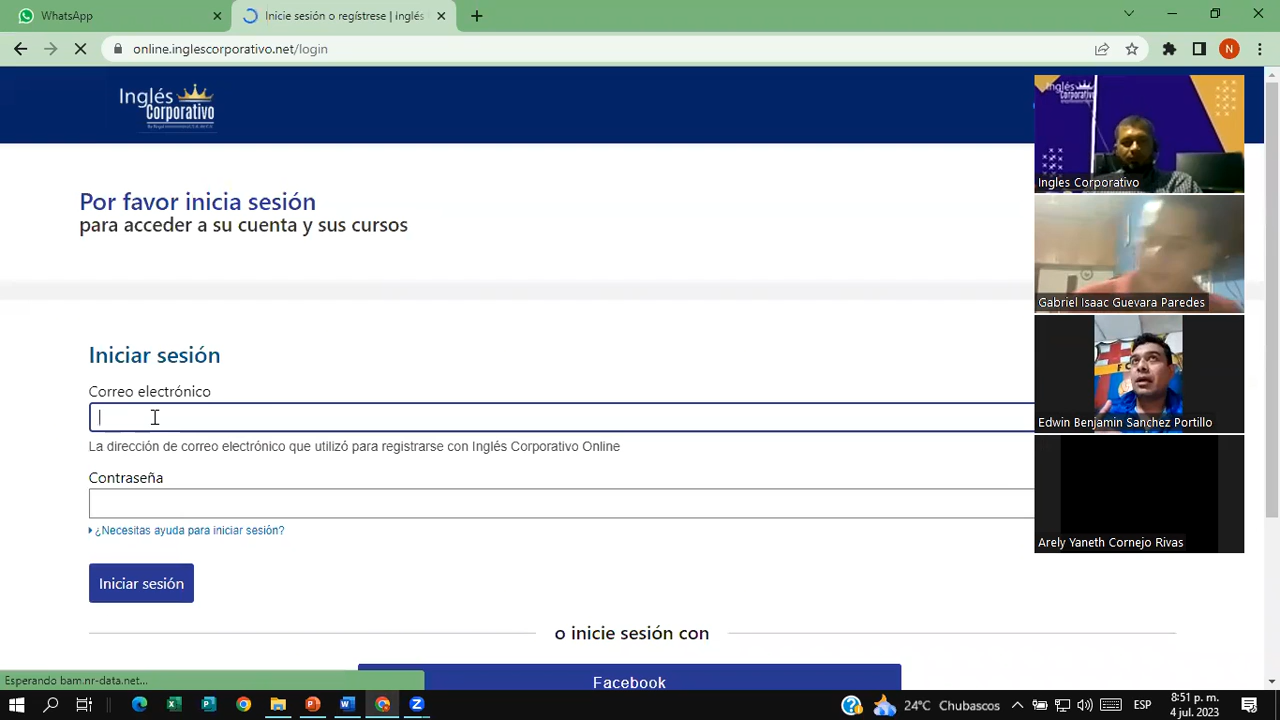 WhatsApp
Inicie sesión o regístrese | inglés
online.inglescorporativo.net/login
N
Inglés
Corporativo
Por favor inicia sesión
para acceder a su cuenta y sus cursos
Iniciar sesión
Correo electrónico
La dirección de correo electrónico que utilizó para registrarse con Inglés Corporativo Online
Contraseña
¿Necesitas ayuda para iniciar sesión?
Iniciar sesión
o inicie sesión con
Facebook
Inglés
Corporativo
Ingles Corporativo
Gabriel Isaac Guevara Paredes
Edwin Benjamin Sanchez Portillo
Arely Yaneth Cornejo Rivas
Esperando bam.nr-data.net...
24°C Chubascos
ESP
8:51 p. m.
4 jul. 2023